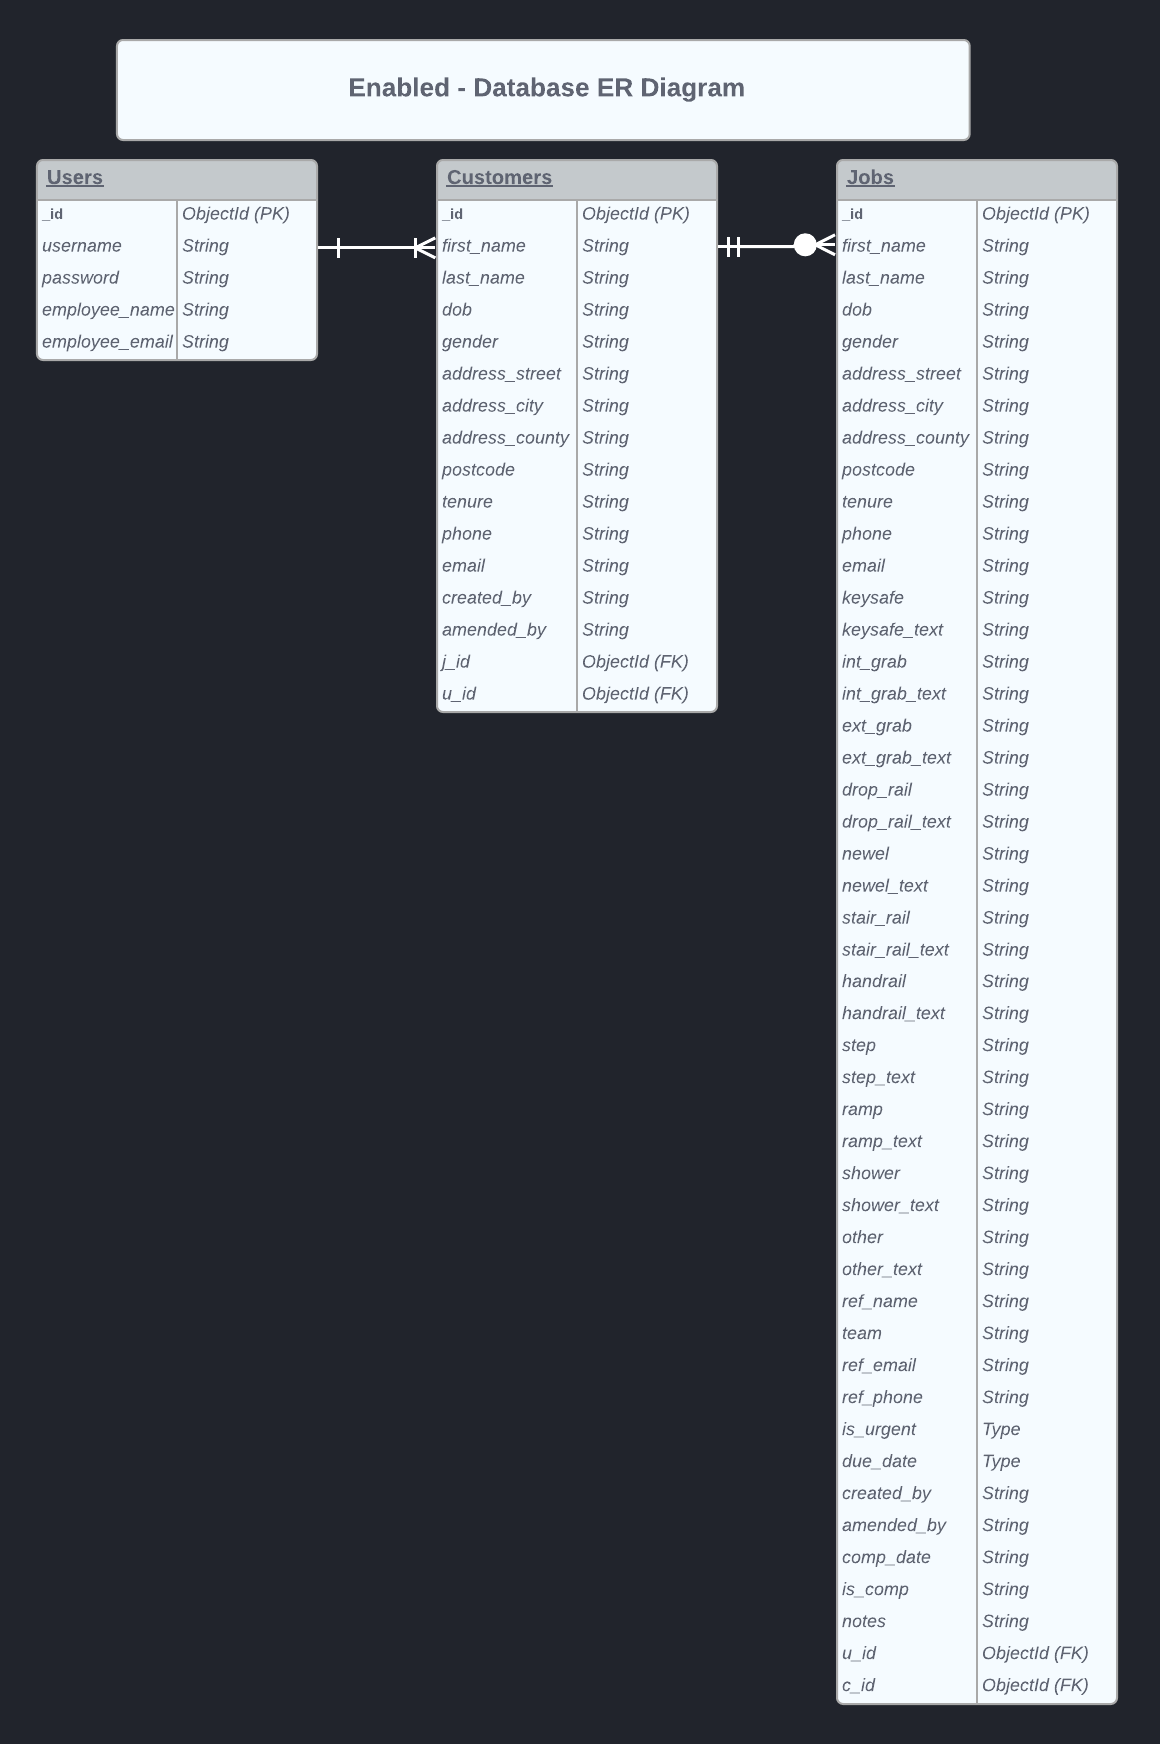 Enabled - Database ER Diagram
Users
_id ObjectId (PK)
username String
password String
employee_name String
employee_email String
Customers
_id ObjectId (PK)
first_name String
last_name String
dob String
gender String
address_street String
address_city String
address_county String
postcode String
tenure String
phone String
email String
created_by String
amended_by String
j_id ObjectId (FK)
u_id ObjectId (FK)
Jobs
_id ObjectId (PK)
first_name String
last_name String
dob String
gender String
address_street String
address_city String
address_county String
postcode String
tenure String
phone String
email String
keysafe String
keysafe_text String
int_grab String
int_grab_text String
ext_grab String
ext_grab_text String
drop_rail String
drop_rail_text String
newel String
newel_text String
stair_rail String
stair_rail_text String
handrail String
handrail_text String
step String
step_text String
ramp String
ramp_text String
shower String
shower_text String
other String
other_text String
ref_name String
team String
ref_email String
ref_phone String
is_urgent Type
due_date Type
created_by String
amended_by String
comp_date String
is_comp String
notes String
u_id ObjectId (FK)
c_id ObjectId (FK)